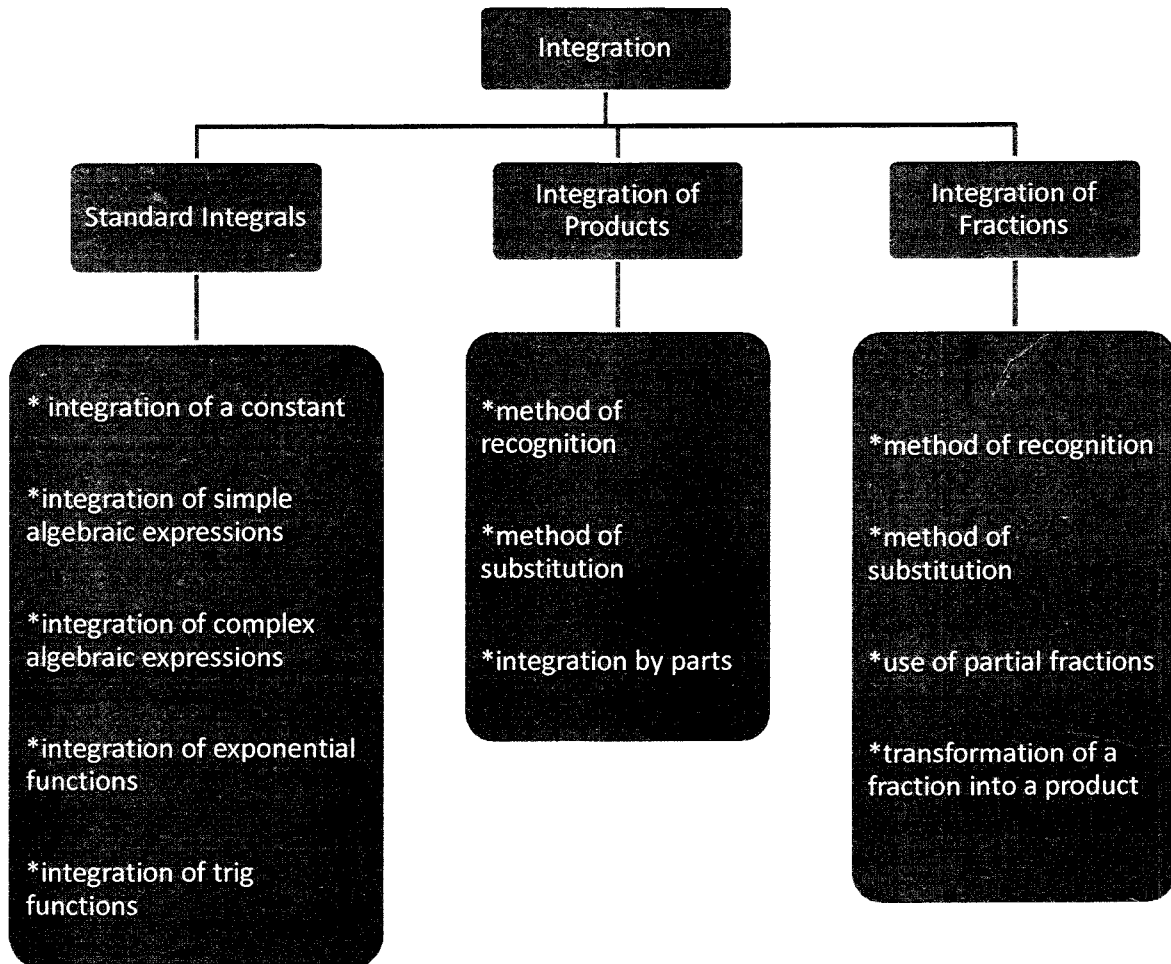 Integration
Standard Integrals
Integration of
Products
Integration of
Fractions
* integration of a constant
*integration of simple
algebraic expressions
*integration of complex
algebraic expressions
*integration of exponential
functions
*integration of trig
functions
*method of
recognition
*method of
substitution
*integration by parts
*method of recognition
*method of
substitution
*use of partial fractions
*transformation of a
fraction into a product